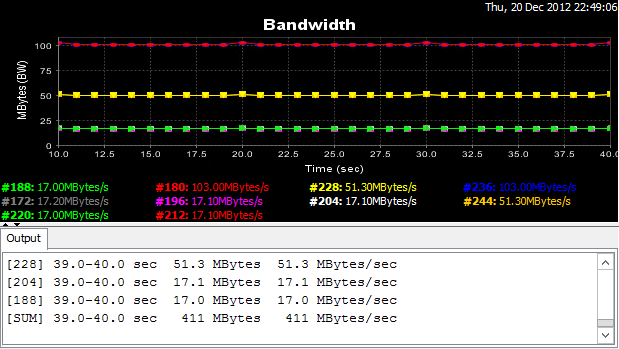 Thu, 20 Dec 2012 22:49:06
Bandwidth
MBytes (BW)
100
75
50
25
0
10.0 12.5 15.0 17.5 20.0 22.5 25.0 27.5 30.0 32.5 35.0 37.5 40.0
Time (sec)
#188: 17.00MBytes/s #180: 103.00MBytes/s #228: 51.30MBytes/s #236: 103.00MBytes/s
#172: 17.20MBytes/s #196: 17.10MBytes/s #204: 17.10MBytes/s #244: 51.30MBytes/s
#220: 17.00MBytes/s #212: 17.10MBytes/s
Output
[228] 39.0-40.0 sec 51.3 MBytes 51.3 MBytes/sec
[204] 39.0-40.0 sec 17.1 MBytes 17.1 MBytes/sec
[188] 39.0-40.0 sec 17.0 MBytes 17.0 MBytes/sec
[SUM] 39.0-40.0 sec 411 MBytes 411 MBytes/sec